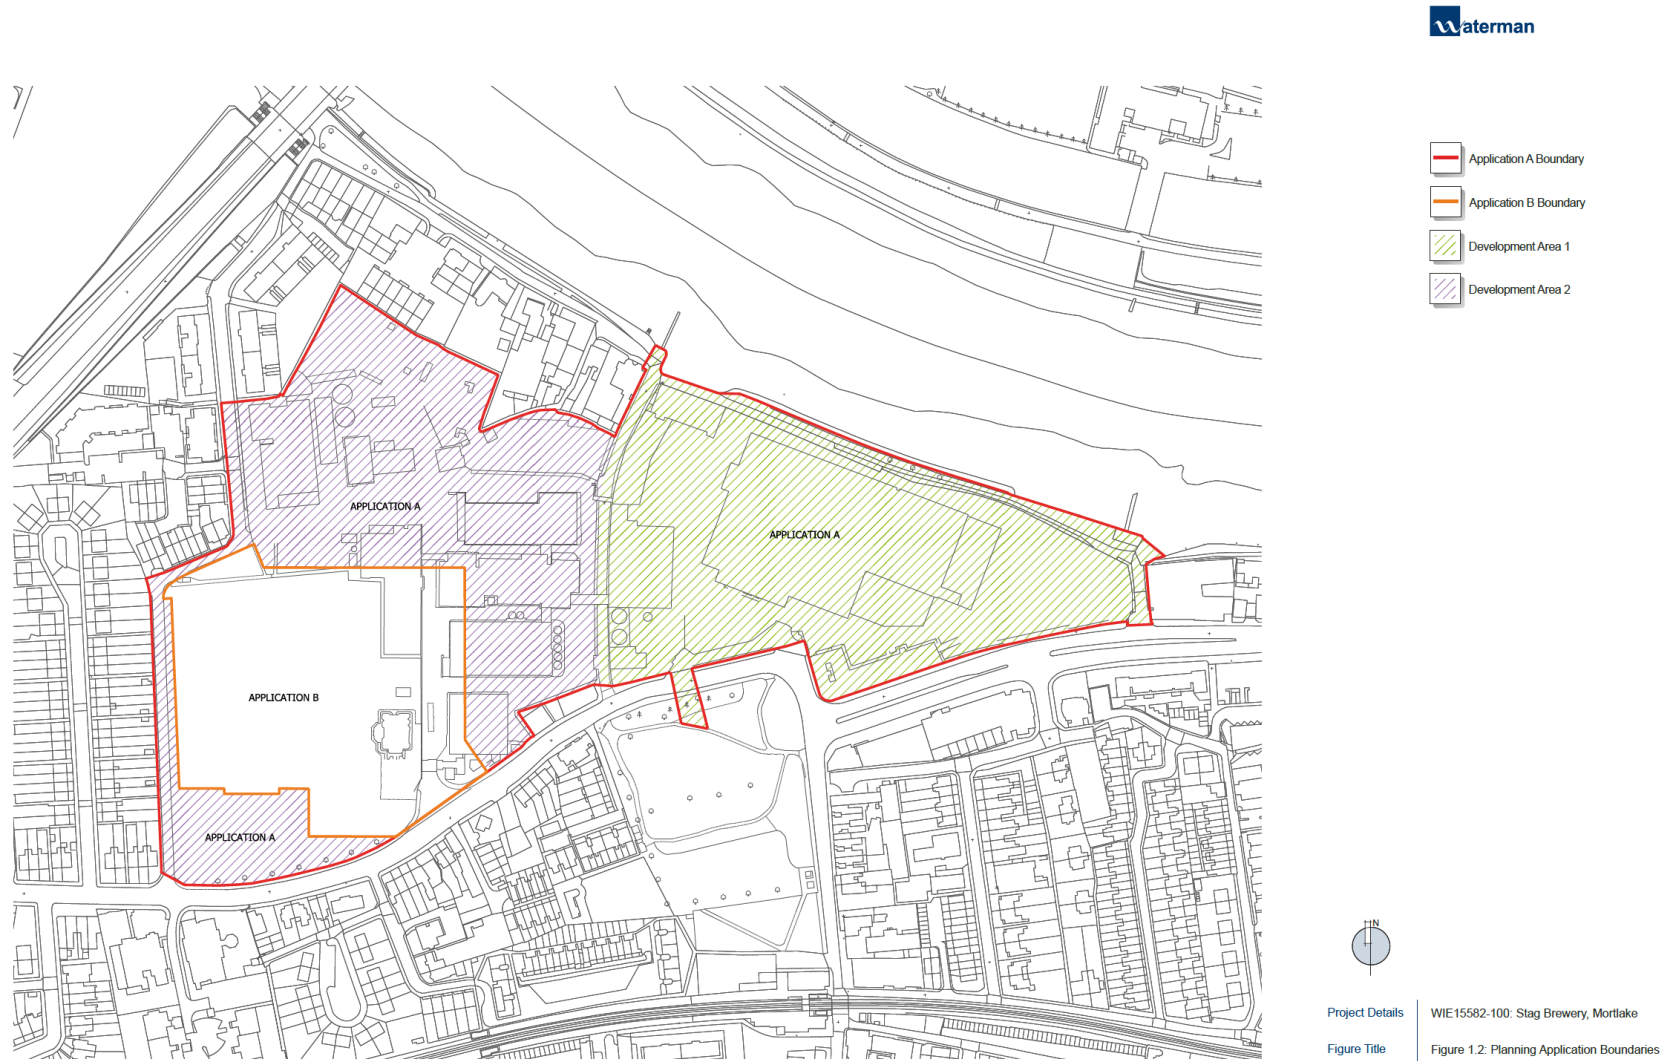 Waterman
Application A Boundary
Application B Boundary
Development Area 1
Development Area 2
APPLICATION A
APPLICATION A
APPLICATION B
APPLICATION A
N
Project Details WIE15582-100: Stag Brewery, Mortlake
Figure Title Figure 1.2: Planning Application Boundaries